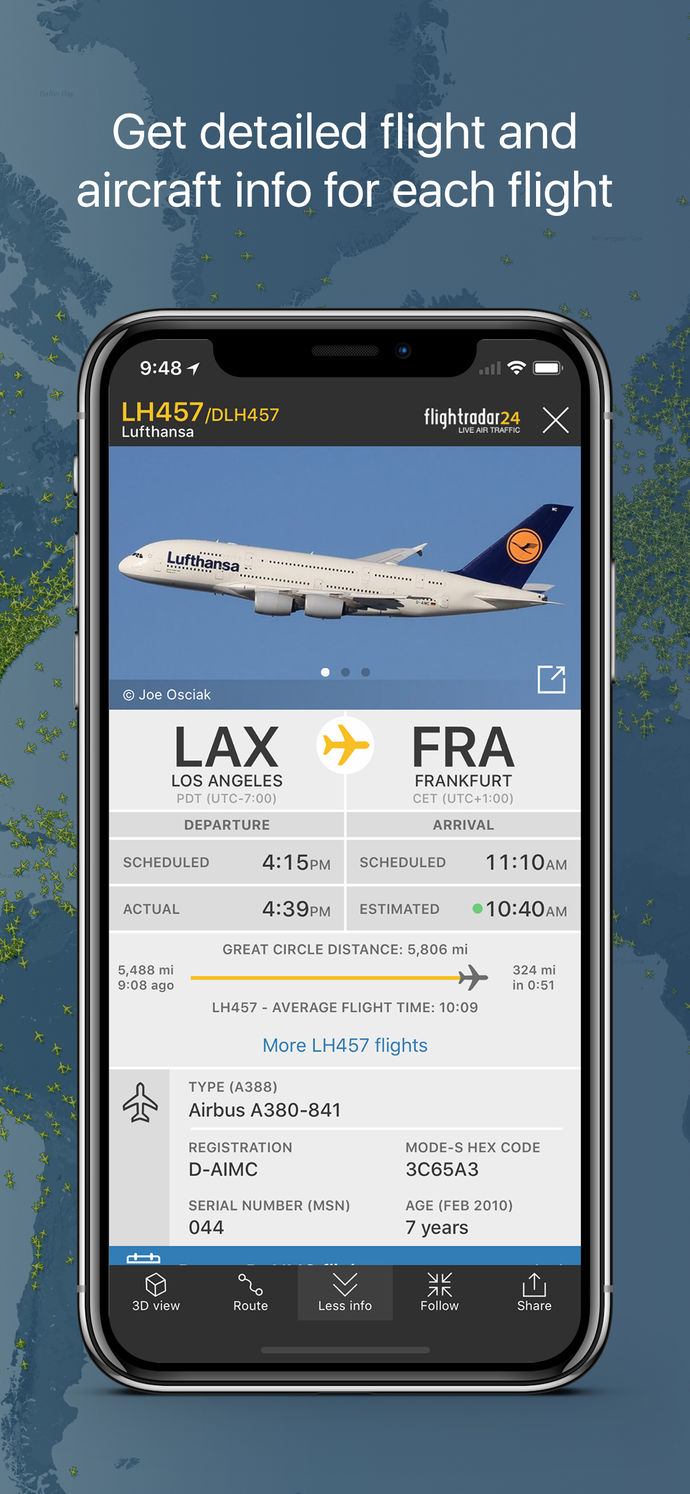 Get detailed flight and
aircraft info for each flight
9:48
LH457/DLH457
Lufthansa
flightradar24
LIVE AIR TRAFFIC
Lufthansa
D-AIMC
© Joe Osciak
LAX
LOS ANGELES
PDT (UTC-7:00)
FRA
FRANKFURT
CET (UTC+1:00)
DEPARTURE
ARRIVAL
SCHEDULED 4:15PM
SCHEDULED 11:10AM
ACTUAL 4:39PM
ESTIMATED 10:40AM
GREAT CIRCLE DISTANCE: 5,806 mi
5,488 mi
9:08 ago
324 mi
in 0:51
LH457 - AVERAGE FLIGHT TIME: 10:09
More LH457 flights
TYPE (A388)
Airbus A380-841
REGISTRATION
D-AIMC
MODE-S HEX CODE
3C65A3
SERIAL NUMBER (MSN)
044
AGE (FEB 2010)
7 years
3D view
Route
Less info
Follow
Share